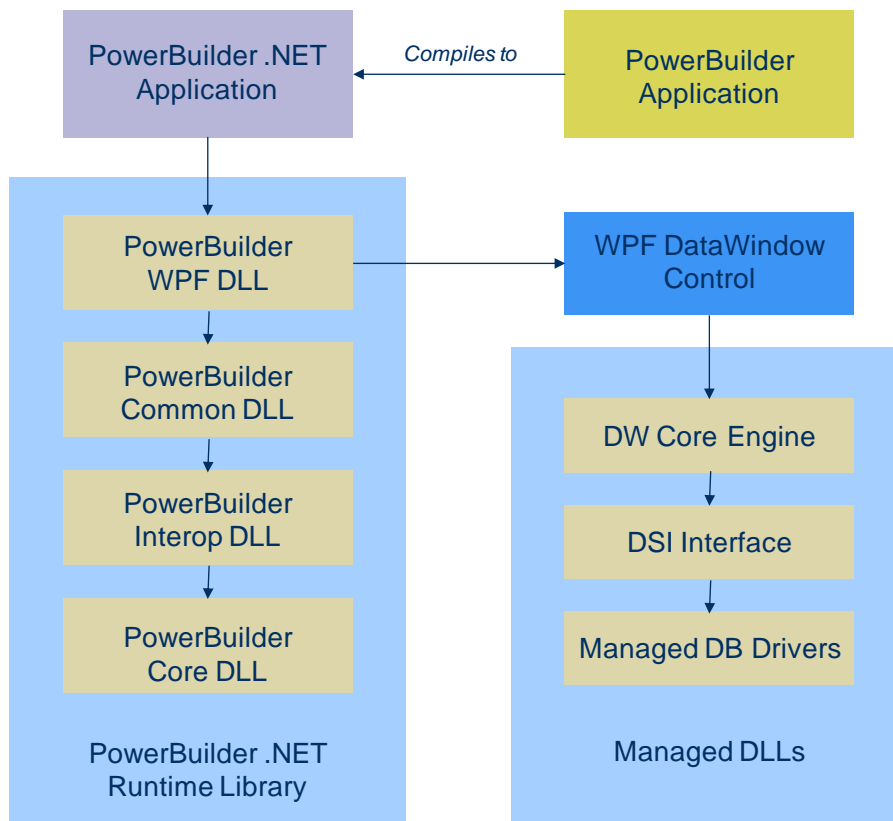 PowerBuilder .NET
Application
Compiles to
PowerBuilder
Application
PowerBuilder
WPF DLL
WPF DataWindow
Control
PowerBuilder
Common DLL
PowerBuilder
Interop DLL
PowerBuilder
Core DLL
PowerBuilder .NET
Runtime Library
DW Core Engine
DSI Interface
Managed DB Drivers
Managed DLLs